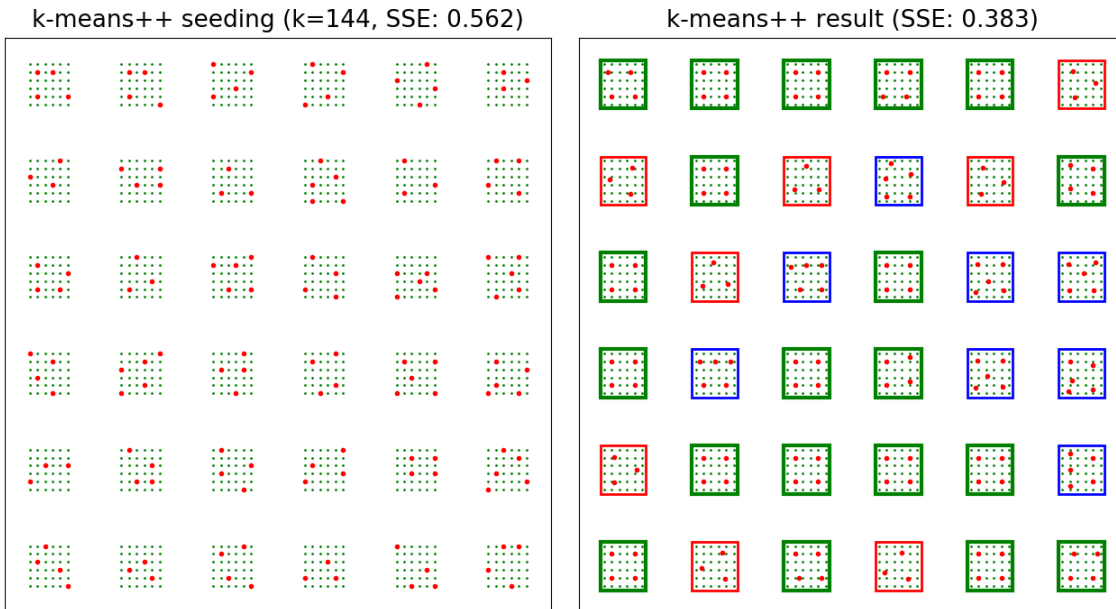 k-means++ seeding (k=144, SSE: 0.562)
k-means++ result (SSE: 0.383)